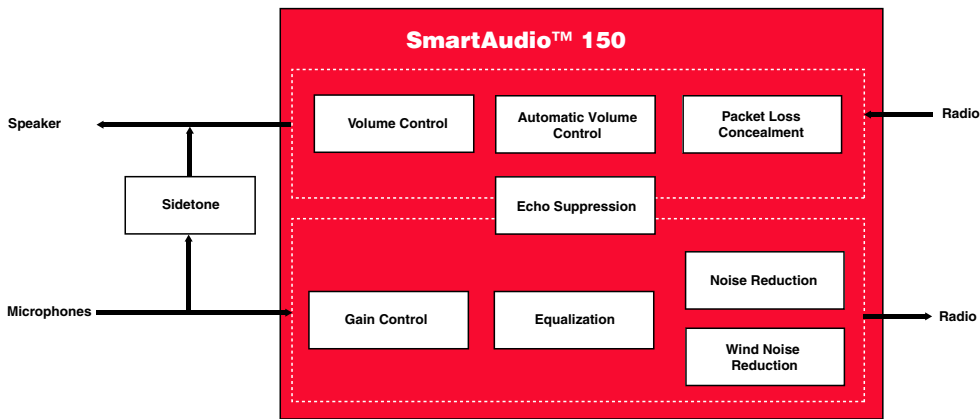 SmartAudio™ 150
Speaker
Volume Control
Automatic Volume
Control
Packet Loss
Concealment
Radio
Sidetone
Echo Suppression
Microphones
Gain Control
Equalization
Noise Reduction
Wind Noise
Reduction
Radio